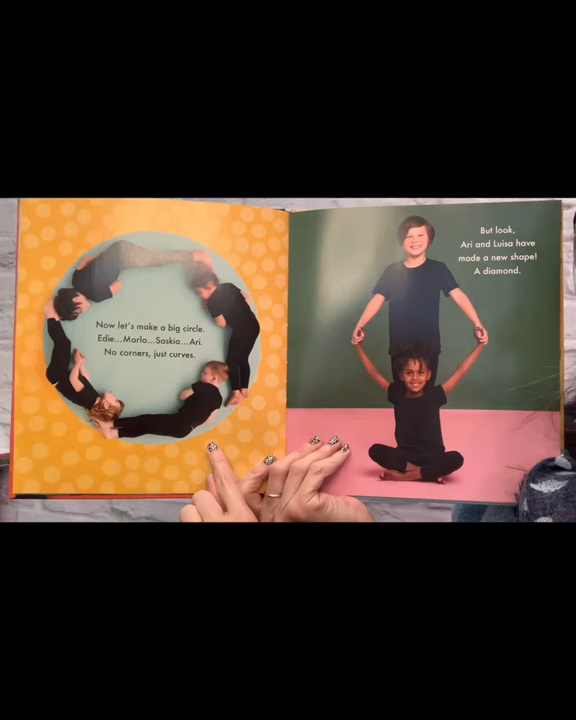 Now let's make a big circle.
Edie...Marlo...Saskia...Ari.
No corners, just curves.
But look,
Ari and Luisa have
made a new shape!
A diamond.